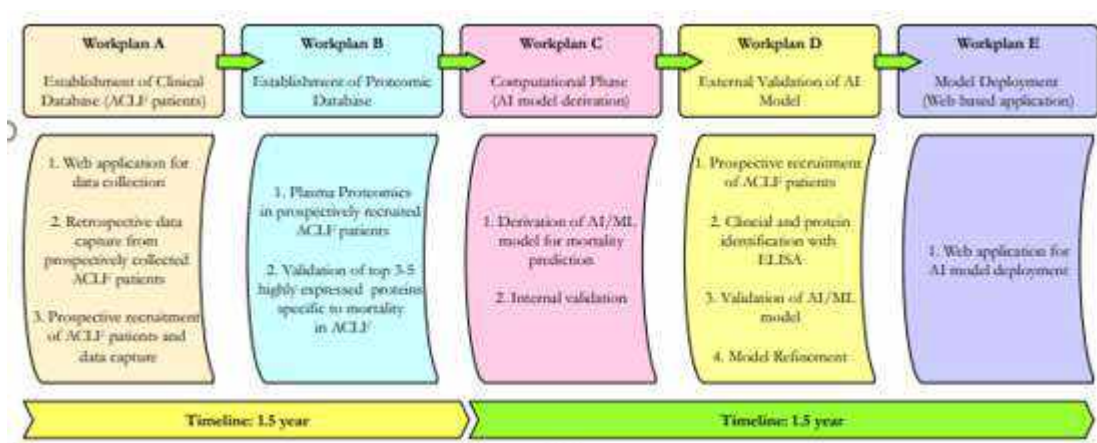 Workplan A
Establishment of Clinical
Database (ACLF patients)
Workplan B
Establishment of Proteomic
Database
Workplan C
Computational Phase
(AI model derivation)
Workplan D
External Validation of AI
Model
Workplan E
Model Deployment
(Web based application)
1. Web application for
data collection
2. Retrospective data
capture from
prospectively collected
ACLF patients
3. Prospective recruitment
of ACLF patients and
data capture
1. Plasma Proteomics
in prospectively recruited
ACLF patients
2. Validation of top 3-5
highly expressed proteins
specific to mortality
in ACLF
1. Derivation of AI/ML
model for mortality
prediction
2. Internal validation
1. Prospective recruitment
of ACLF patients
2. Clincial and protein
identification with
ELISA
3. Validation of AI/ML
model
4. Model Refinement
1. Web application for
AI model deployment
Timeline: 1.5 year
Timeline: 1.5 year